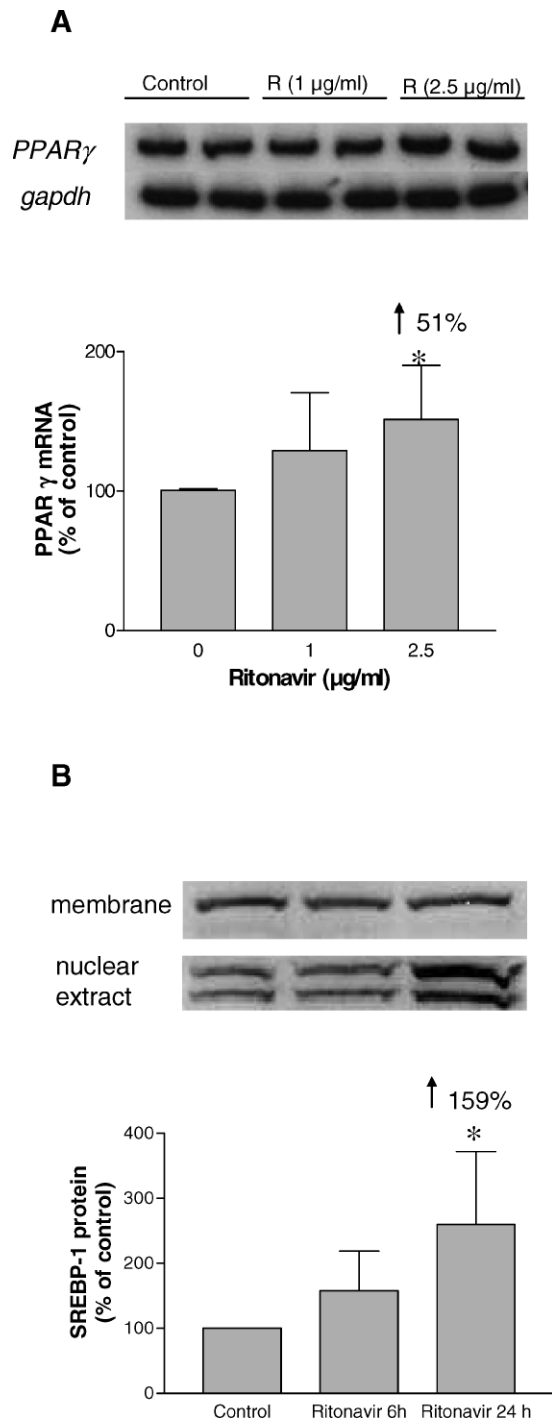 A
Control R (1 µg/ml) R (2.5 µg/ml)
PPARγ
gapdh
↑ 51%
*
200
100
0
PPAR γ mRNA
(% of control)
0 1 2.5
Ritonavir (µg/ml)
B
membrane
nuclear
extract
↑ 159%
*
400
300
200
100
0
SREBP-1 protein
(% of control)
Control Ritonavir 6h Ritonavir 24 h